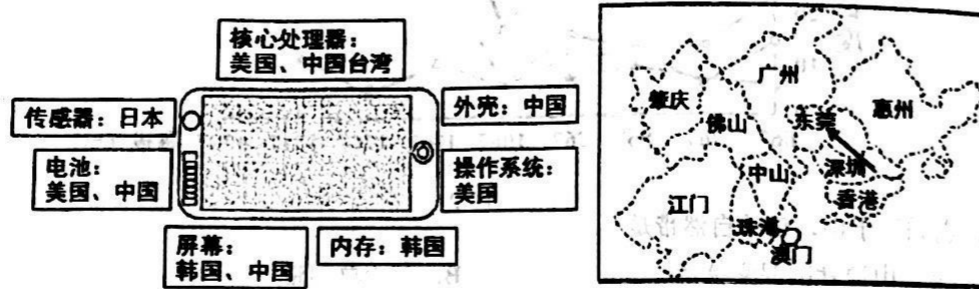 核心处理器:
美国、中国台湾
传感器:日本
外壳:中国
电池:
美国、中国
操作系统:
美国
屏幕:
韩国、中国
内存:韩国
广州
肇庆
惠州
佛山
东莞
深圳
中山
香港
江门
珠海
澳门